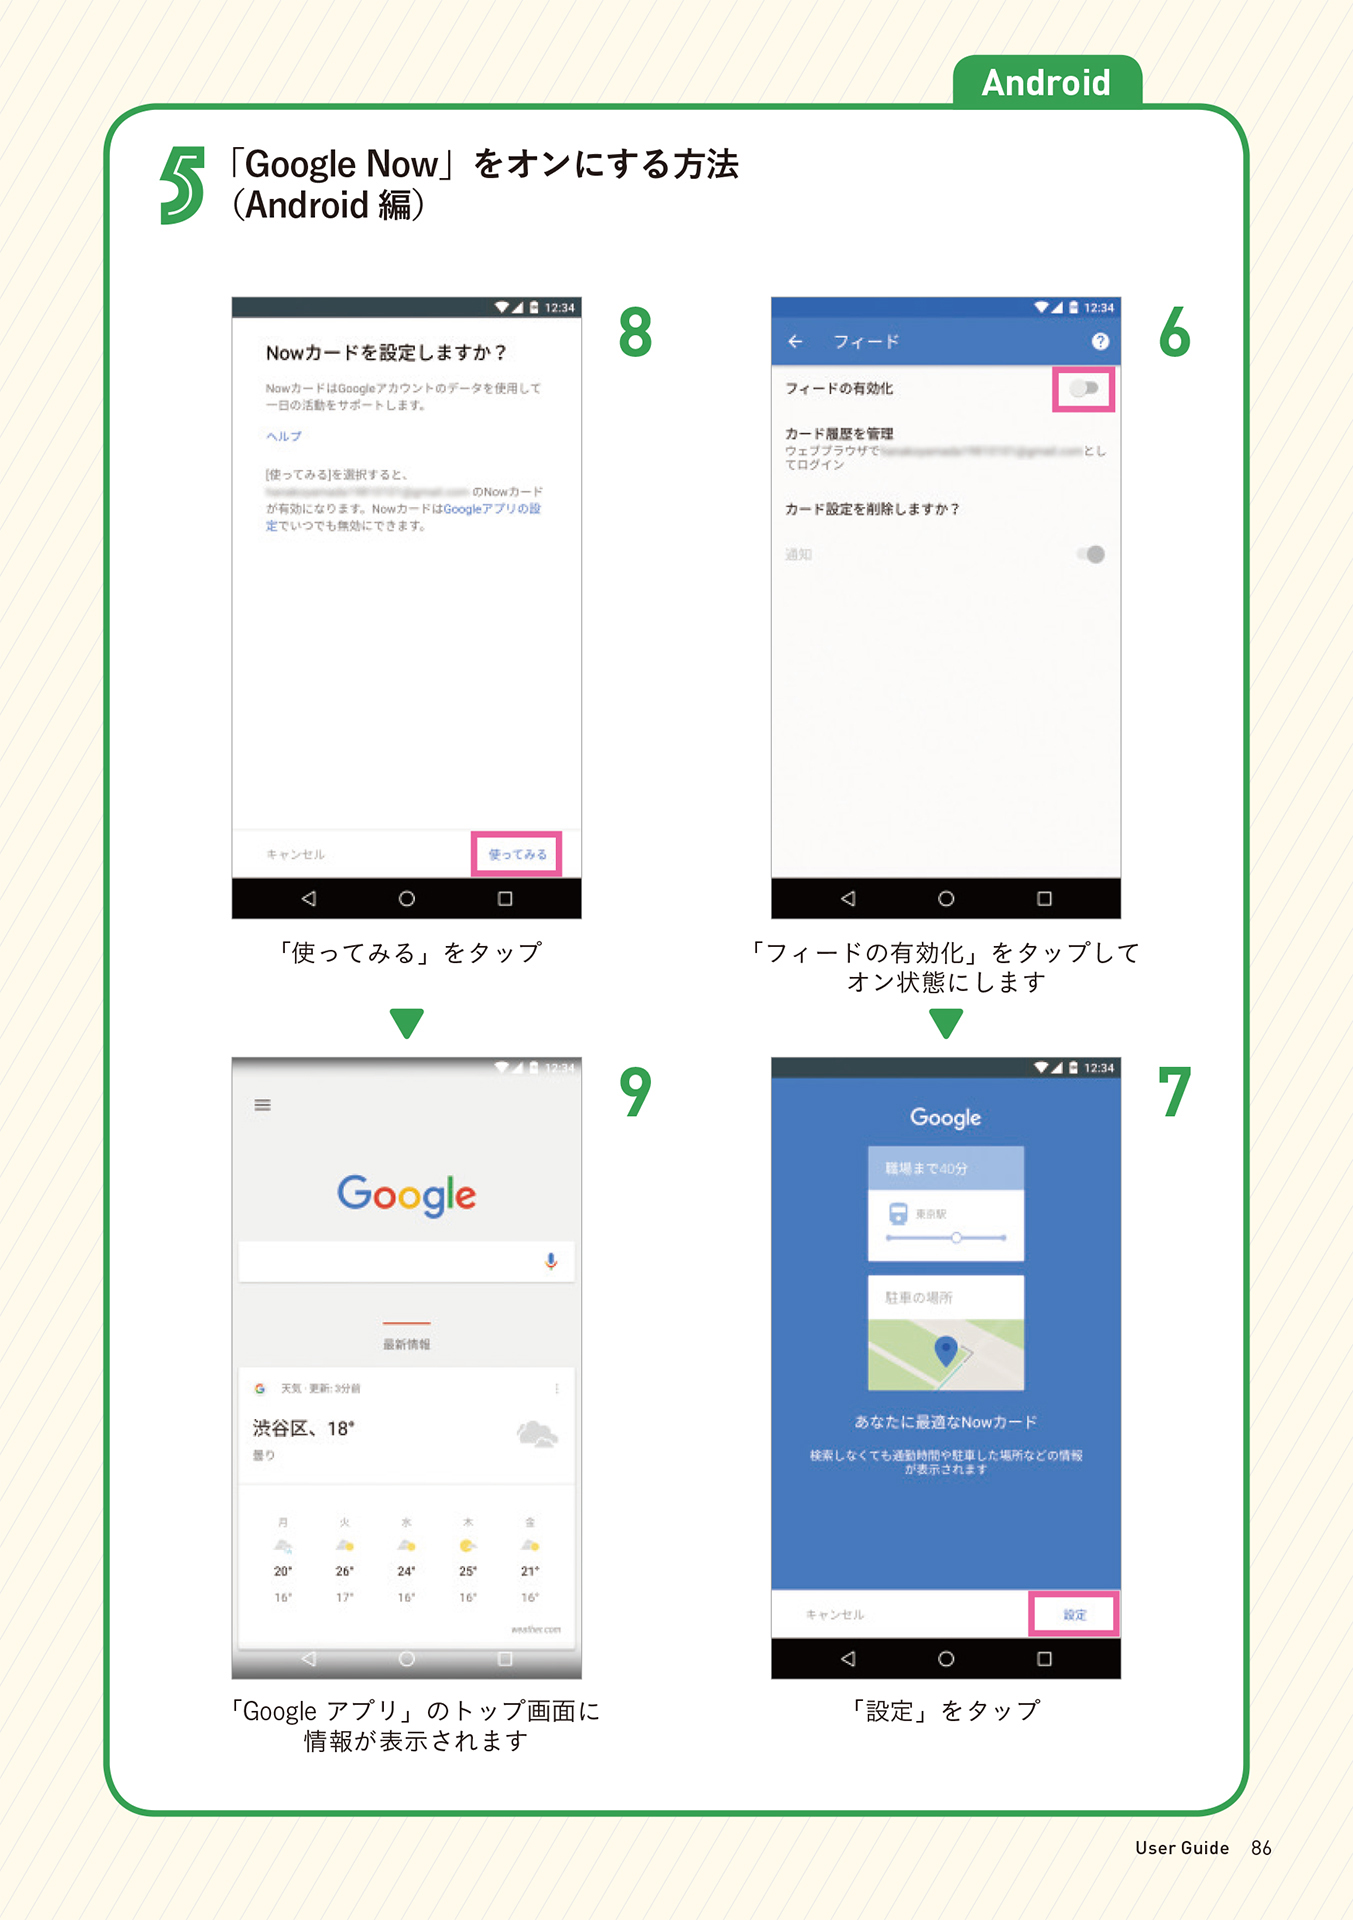 Android
5
「Google Now」をオンにする方法
(Android 編)
6
12:34
フィード
フィードの有効化
カード履歴を管理
ウェブブラウザで
とし
てログイン
カード設定を削除しますか？
通知
「フィードの有効化」をタップして
オン状態にします
7
12:34
Google
職場まで40分
東京駅
駐車の場所
あなたに最適なNowカード
検索しなくても通勤時間や駐車した場所などの情報
が表示されます
キャンセル
設定
「設定」をタップ
8
12:34
Nowカードを設定しますか？
NowカードはGoogleアカウントのデータを使用して
一日の活動をサポートします。
ヘルプ
[使ってみる]を選択すると、
のNowカード
が有効になります。NowカードはGoogleアプリの設
定でいつでも無効にできます。
キャンセル
使ってみる
「使ってみる」をタップ
9
12:34
Google
最新情報
天気・更新: 3分前
渋谷区、18°
曇り
月 火 水 木 金
20° 26° 24° 25° 21°
16° 17° 16° 16° 16°
weather.com
「Google アプリ」のトップ画面に
情報が表示されます
User Guide 86